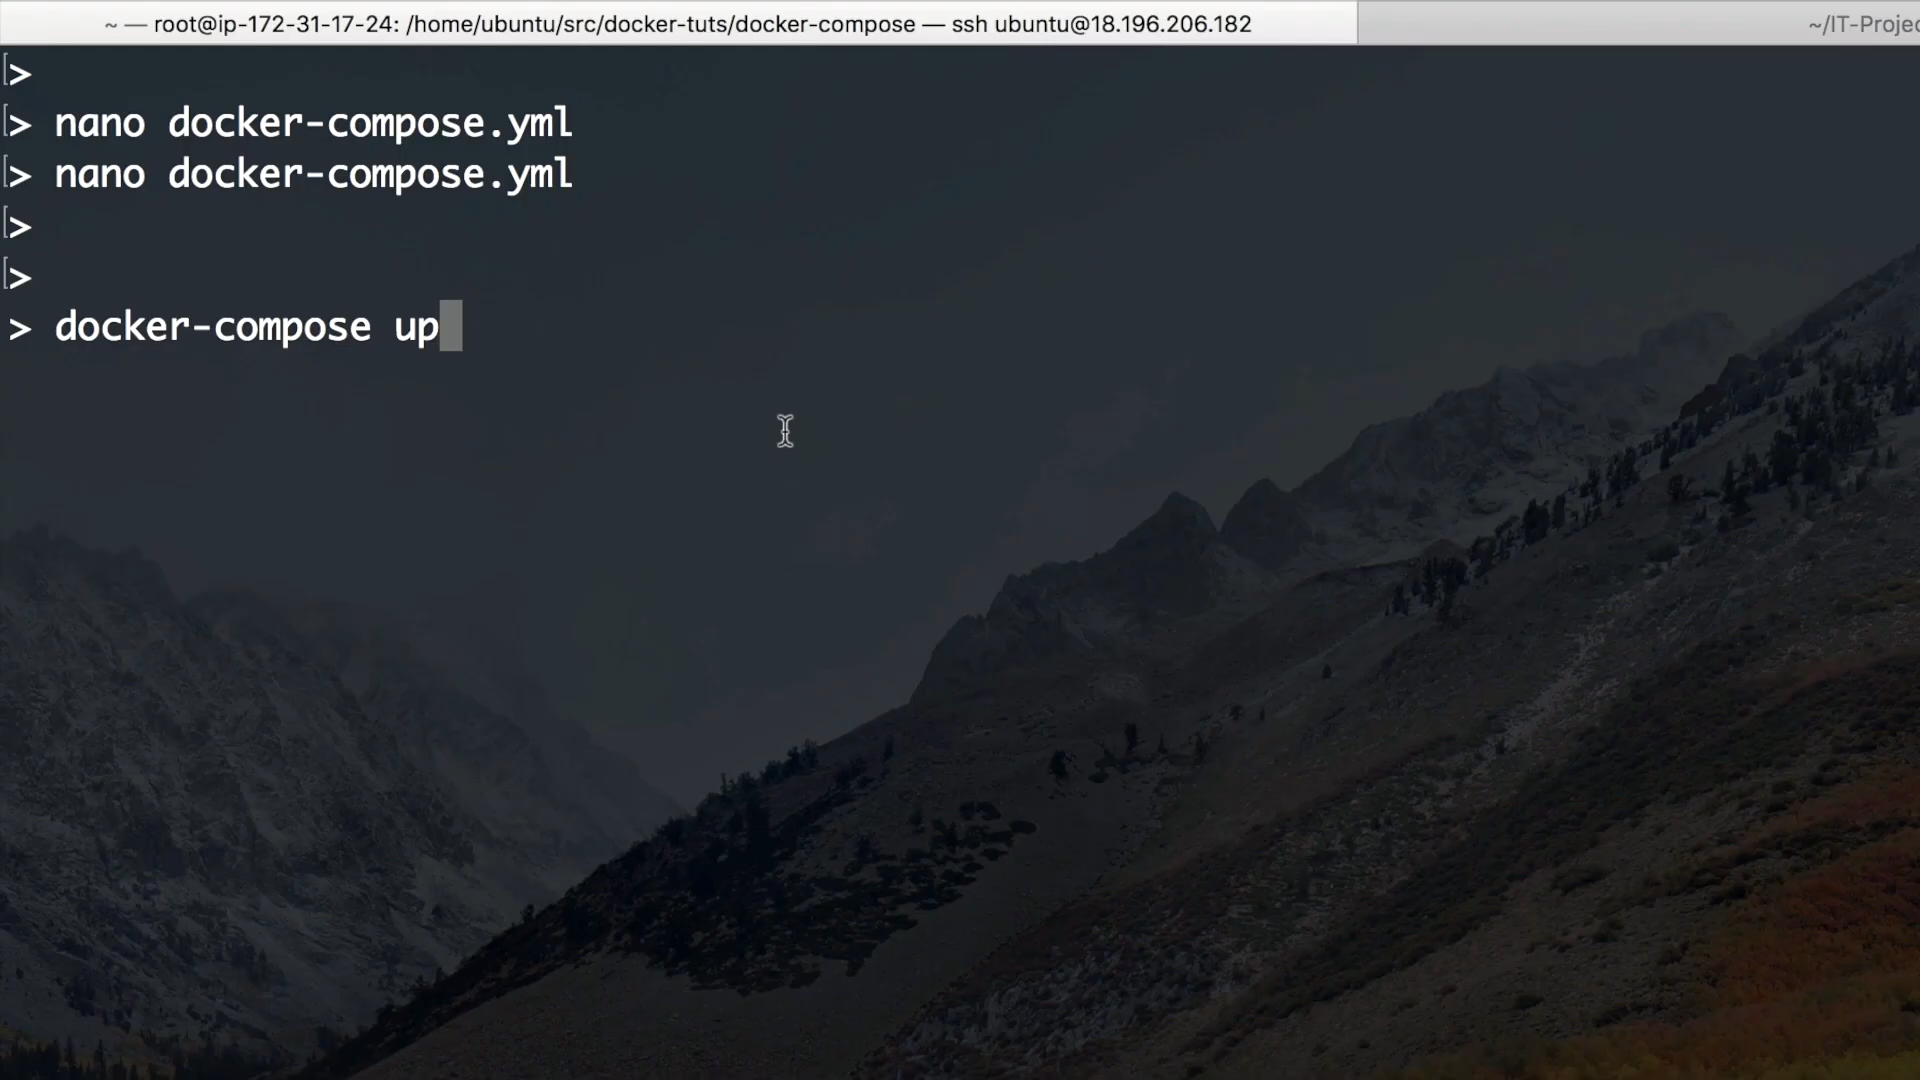 ~ — root@ip-172-31-17-24: /home/ubuntu/src/docker-tuts/docker-compose — ssh ubuntu@18.196.206.182
~/IT-Projec
[>
[> nano docker-compose.yml
[> nano docker-compose.yml
[>
[>
> docker-compose up